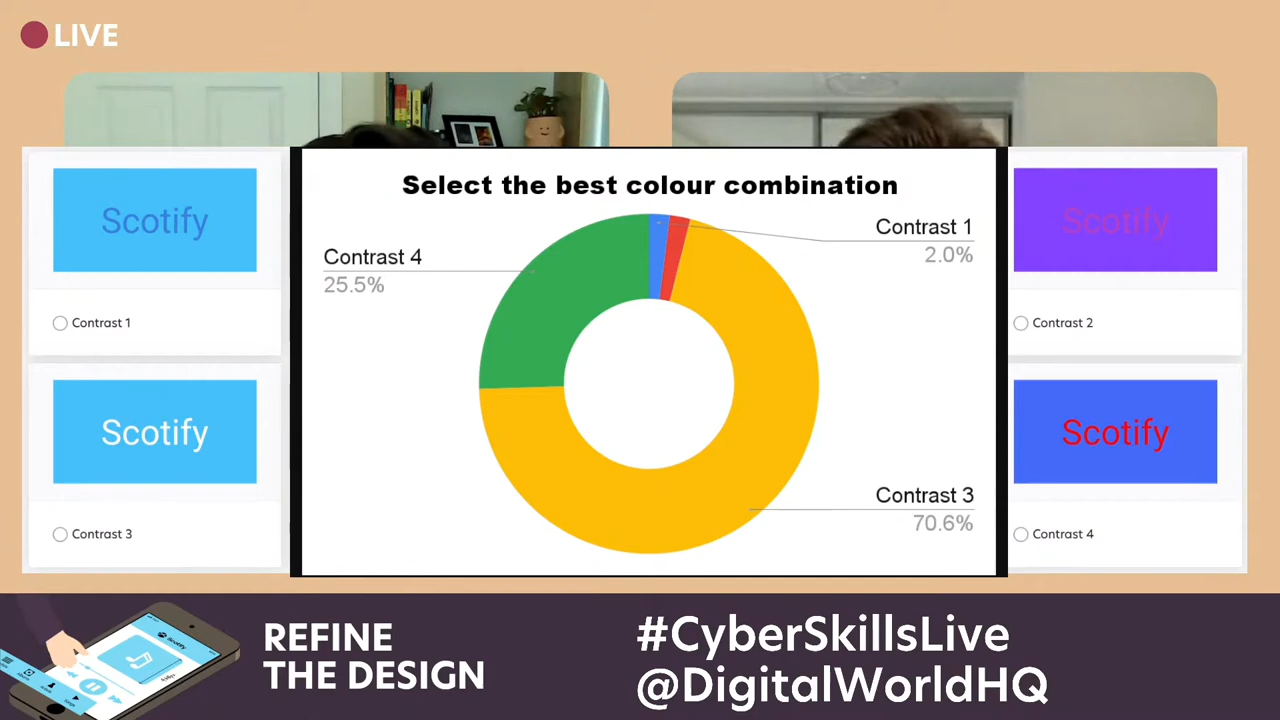 LIVE
Scotify
Contrast 1
Scotify
Contrast 3
Select the best colour combination
Contrast 4
25.5%
Contrast 1
2.0%
Contrast 3
70.6%
Scotify
Contrast 2
Scotify
Contrast 4
Scotify
REFINE
THE DESIGN
#CyberSkillsLive
@DigitalWorldHQ